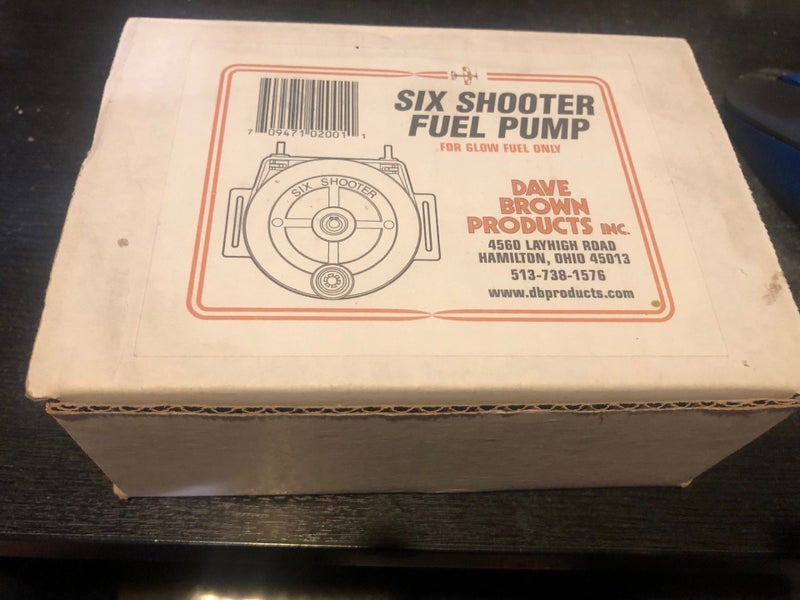 SIX SHOOTER
FUEL PUMP
FOR GLOW FUEL ONLY
7 09471 02001 1
SIX SHOOTER
DAVE
BROWN
PRODUCTS INC.
4560 LAYHIGH ROAD
HAMILTON, OHIO 45013
513-738-1576
www.dbproducts.com